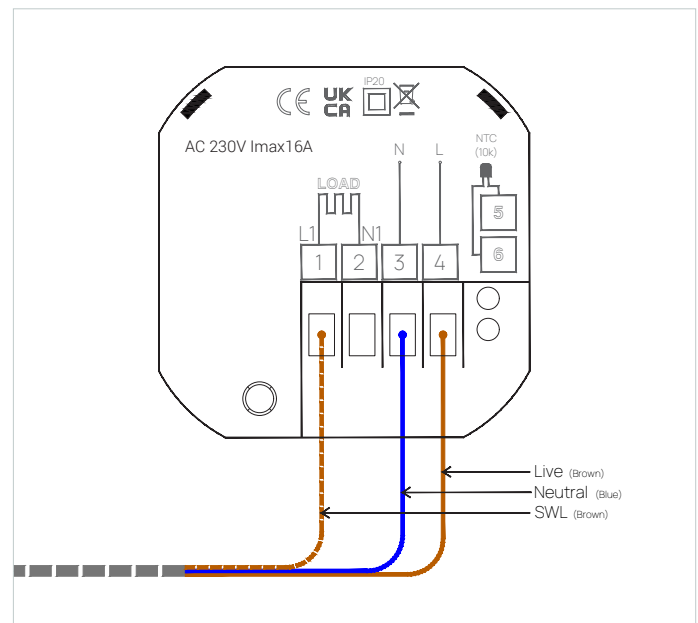 CE UK
CA IP20
AC 230V Imax16A
N L
NTC
(10k)
LOAD
L1 N1
1 2 3 4
5
6
Live (Brown)
Neutral (Blue)
SWL (Brown)